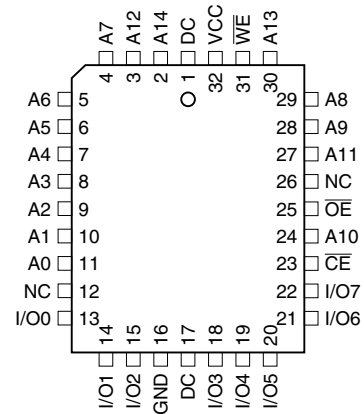 A7 A12 A14 DC VCC W̅E̅ A13
4 3 2 1 32 31 30
A6 5 29 A8
A5 6 28 A9
A4 7 27 A11
A3 8 26 NC
A2 9 25 O̅E̅
A1 10 24 A10
A0 11 23 C̅E̅
NC 12 22 I/O7
I/O0 13 21 I/O6
14 15 16 17 18 19 20
I/O1 I/O2 GND DC I/O3 I/O4 I/O5